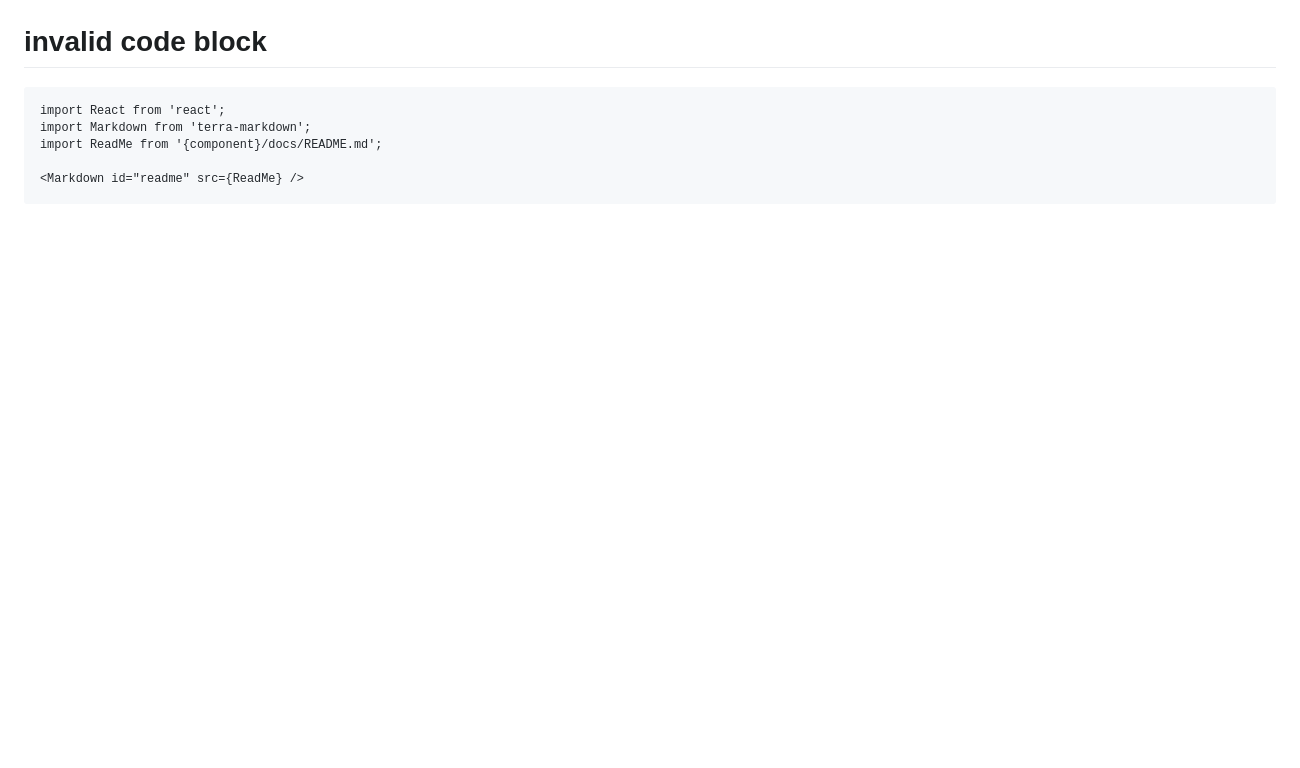 invalid code block
import React from 'react';
import Markdown from 'terra-markdown';
import ReadMe from '{component}/docs/README.md';
<Markdown id="readme" src={ReadMe} />